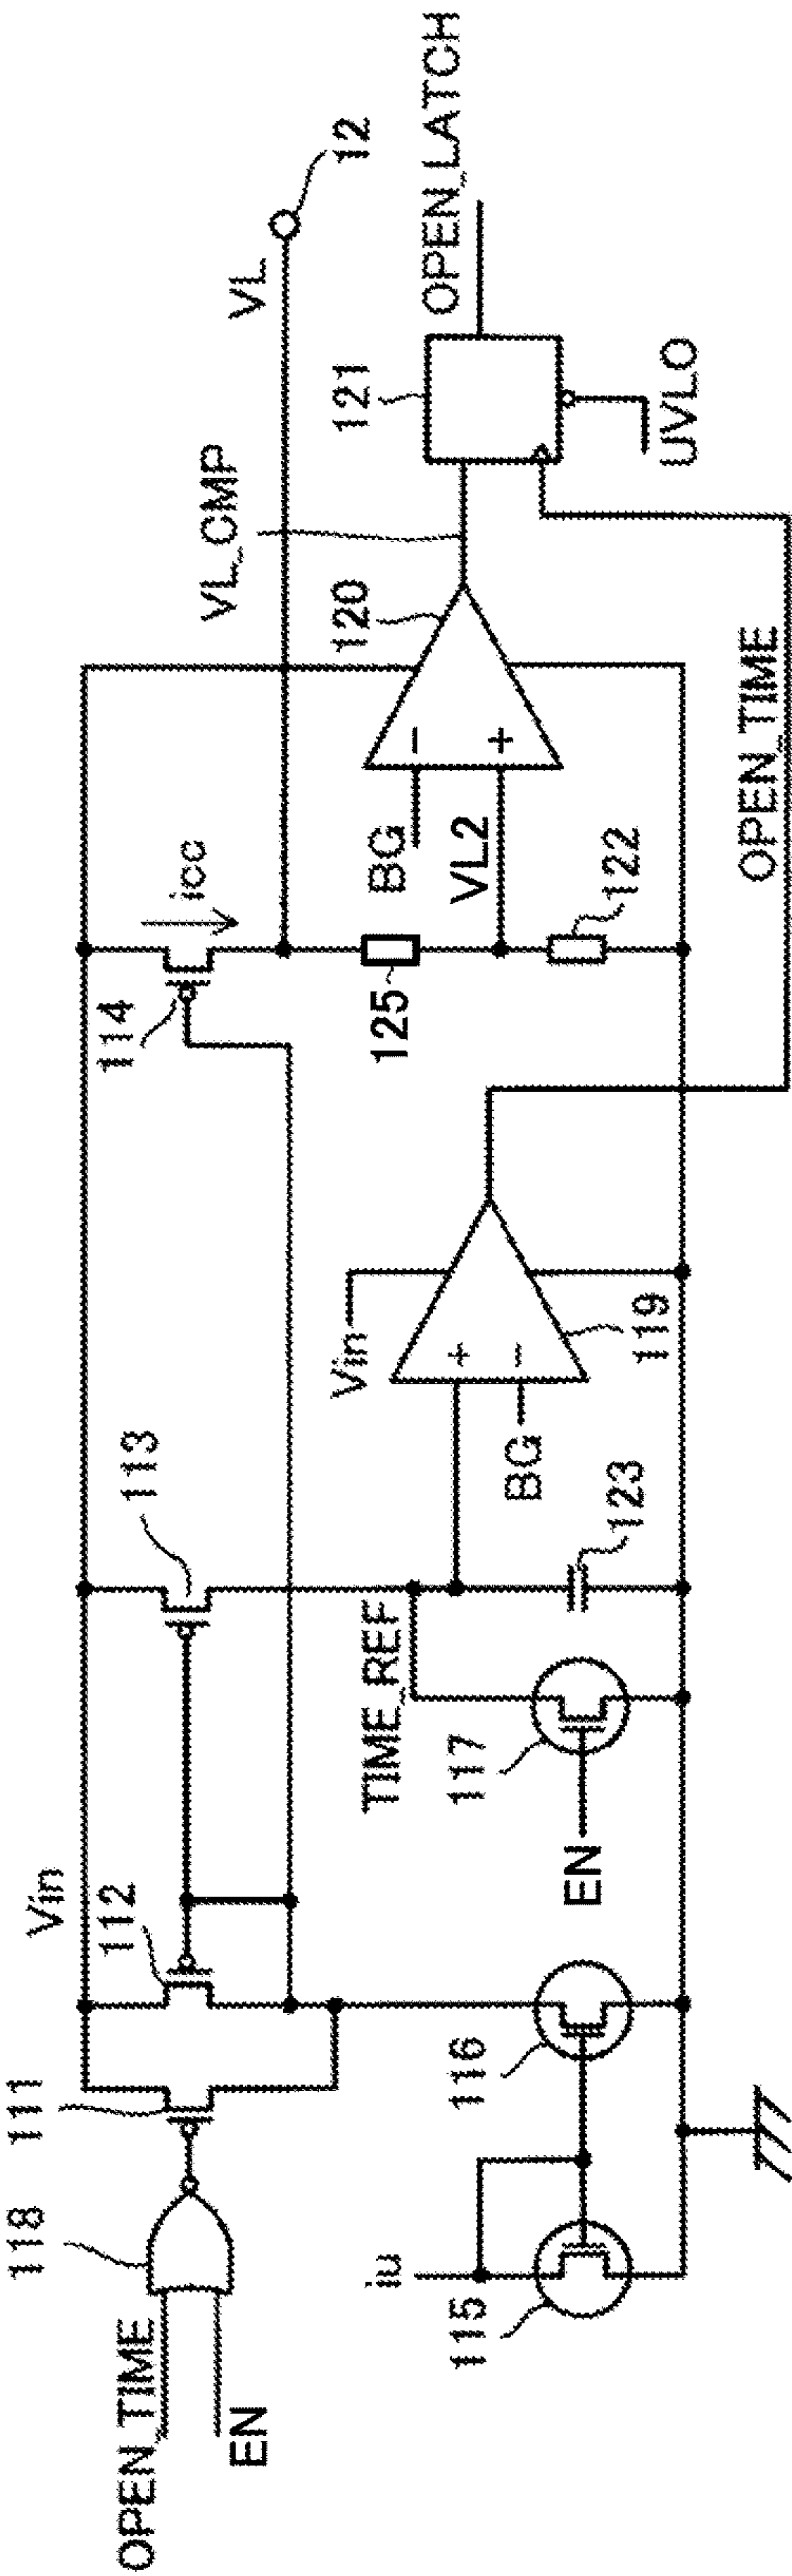 OPEN_TIME
EN
118
111
Vin
112
113
114
icc
VL
12
iu
115
116
EN
117
TIME_REF
123
Vin
BG
119
125
122
BG
VL2
120
VL_CMP
121
OPEN_LATCH
UVLO
OPEN_TIME